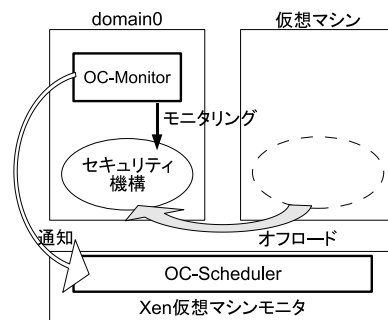 domain0
仮想マシン
OC-Monitor
モニタリング
セキュリティ
機構
通知
オフロード
OC-Scheduler
Xen仮想マシンモニタ